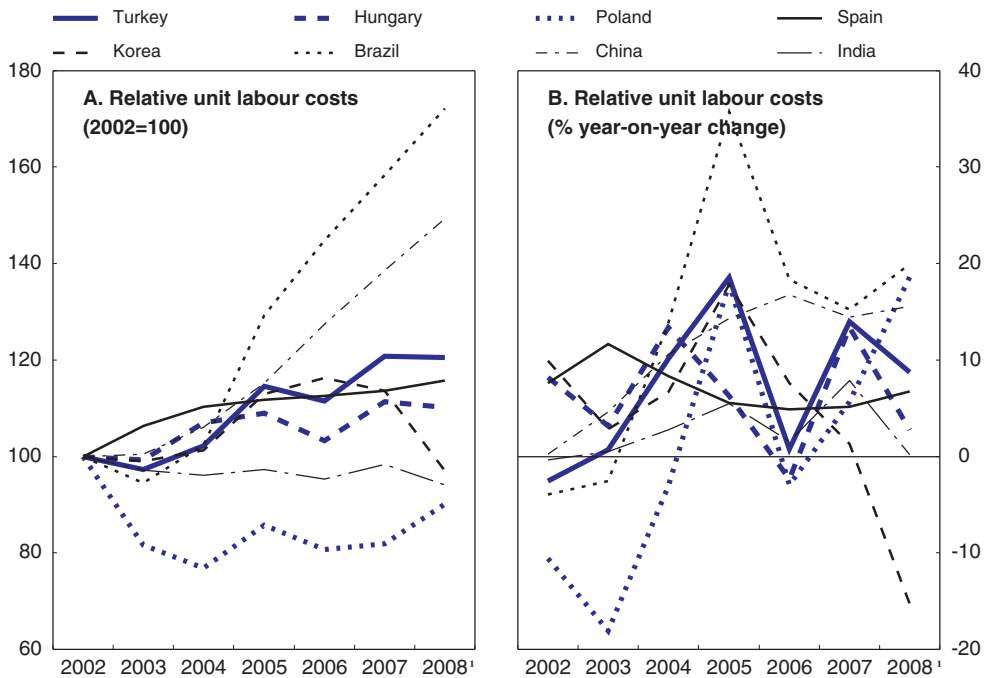 Turkey Hungary Poland Spain
Korea Brazil China India
180 40
A. Relative unit labour costs B. Relative unit labour costs
(2002=100) (% year-on-year change)
160 30
140 20
120 10
100 0
80 -10
60 -20
2002 2003 2004 2005 2006 2007 2008¹ 2002 2003 2004 2005 2006 2007 2008¹